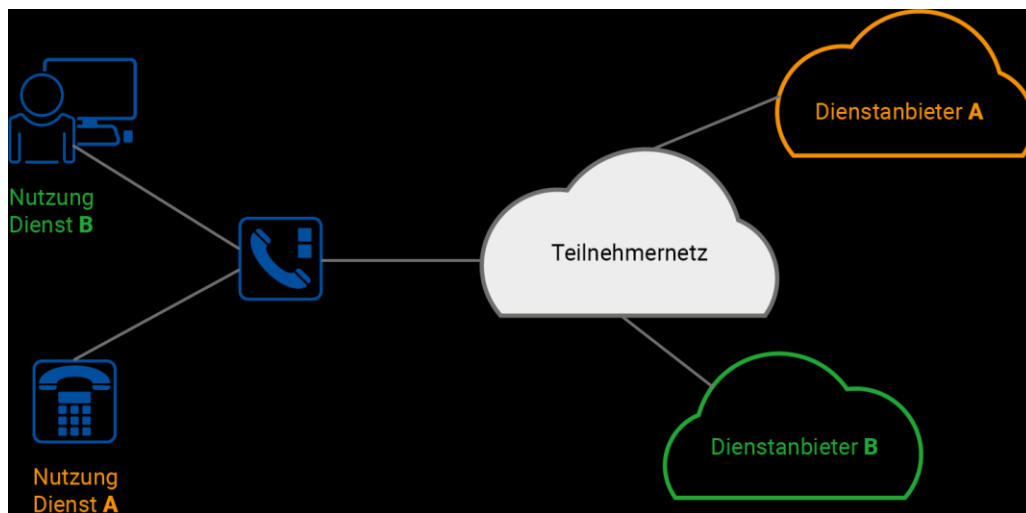 Dienstanbieter A
Nutzung
Dienst B
Teilnehmernetz
Dienstanbieter B
Nutzung
Dienst A